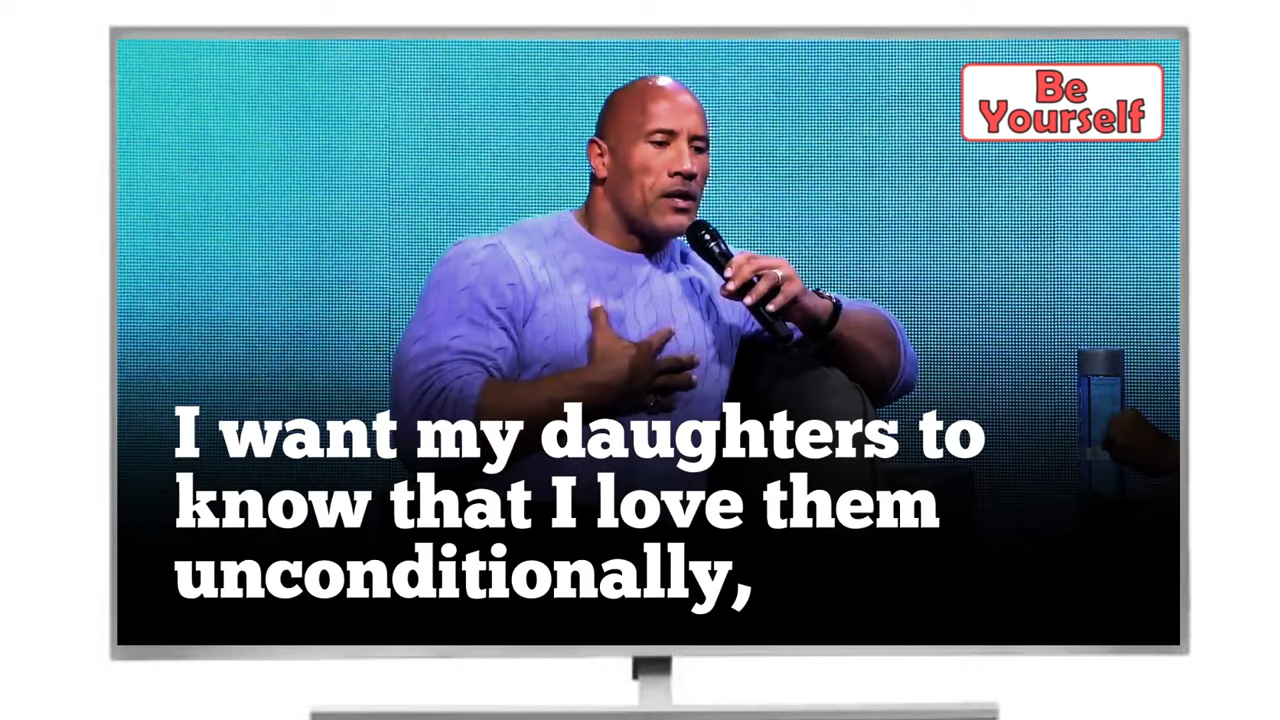 Be
Yourself
I want my daughters to
know that I love them
unconditionally,